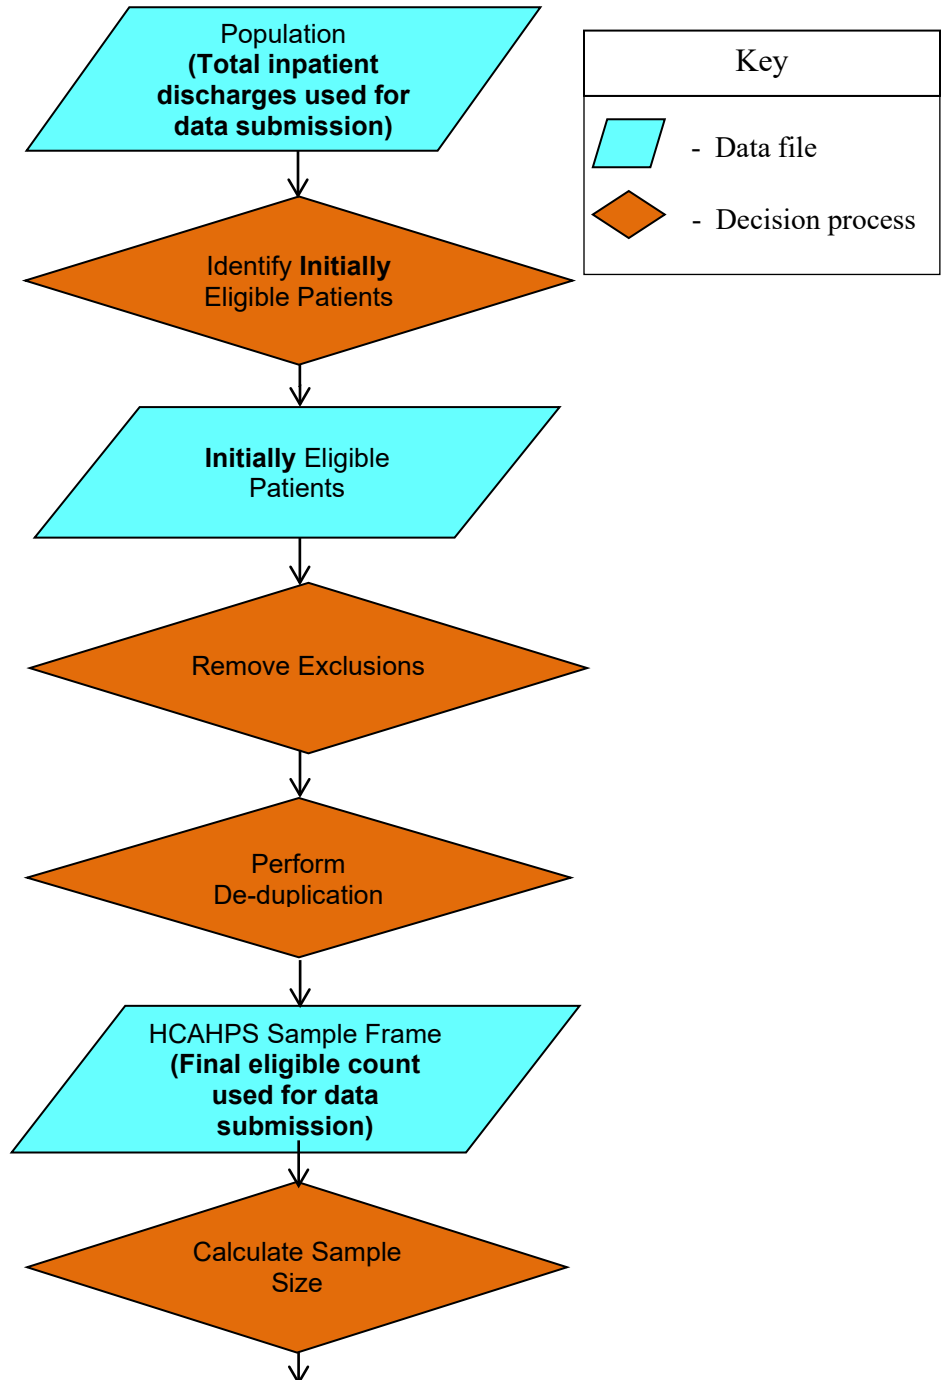 Population
(Total inpatient
discharges used for
data submission)
Key
- Data file
- Decision process
Identify Initially
Eligible Patients
Initially Eligible
Patients
Remove Exclusions
Perform
De-duplication
HCAHPS Sample Frame
(Final eligible count
used for data
submission)
Calculate Sample
Size